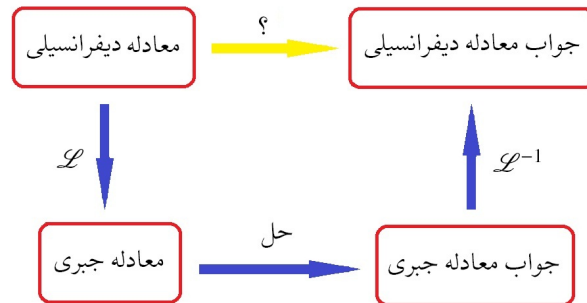 معادله دیفرانسیلی
؟
جواب معادله دیفرانسیلی
ℒ
ℒ⁻¹
معادله جبری
حل
جواب معادله جبری